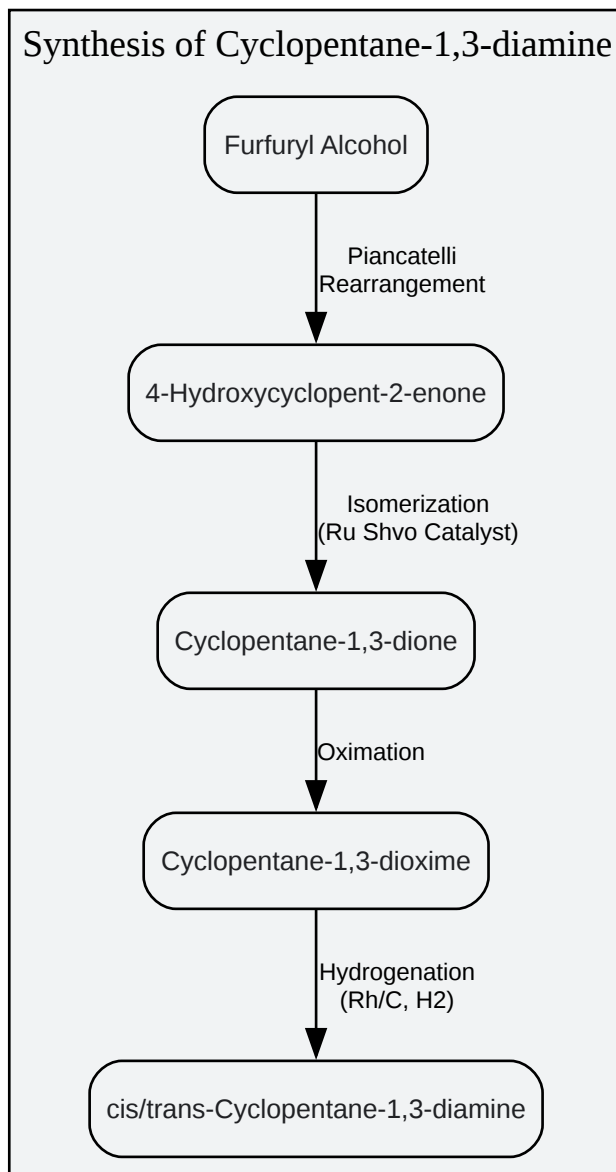 Synthesis of Cyclopentane-1,3-diamine
Furfuryl Alcohol
Piancatelli
Rearrangement
4-Hydroxycyclopent-2-enone
Isomerization
(Ru Shvo Catalyst)
Cyclopentane-1,3-dione
Oximation
Cyclopentane-1,3-dioxime
Hydrogenation
(Rh/C, H2)
cis/trans-Cyclopentane-1,3-diamine